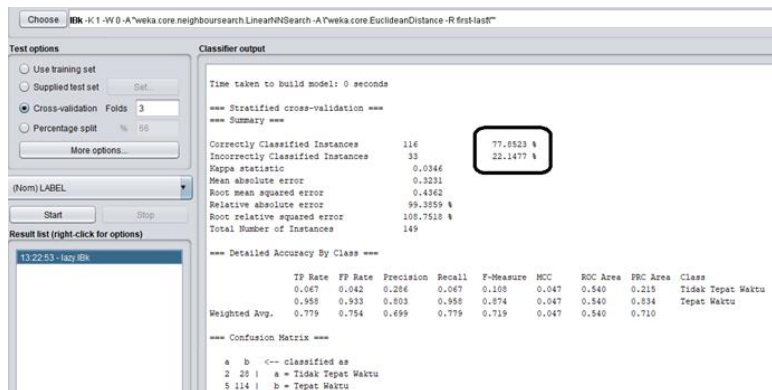 Choose IBk -K 1 -W 0 -A "weka.core.neighboursearch.LinearNNSearch -A \"weka.core.EuclideanDistance -R first-last\""
Test options
Use training set
Supplied test set Set...
Cross-validation Folds 3
Percentage split % 66
More options...
(Nom) LABEL
Start Stop
Result list (right-click for options)
13:22:53 - lazy.IBk
Classifier output
Time taken to build model: 0 seconds
=== Stratified cross-validation ===
=== Summary ===
Correctly Classified Instances 116 77.8523 %
Incorrectly Classified Instances 33 22.1477 %
Kappa statistic 0.0346
Mean absolute error 0.3231
Root mean squared error 0.4362
Relative absolute error 99.3859 %
Root relative squared error 108.7518 %
Total Number of Instances 149
=== Detailed Accuracy By Class ===
TP Rate FP Rate Precision Recall F-Measure MCC ROC Area PRC Area Class
0.067 0.042 0.286 0.067 0.108 0.047 0.540 0.215 Tidak Tepat Waktu
0.958 0.933 0.803 0.958 0.874 0.047 0.540 0.834 Tepat Waktu
Weighted Avg. 0.779 0.754 0.699 0.779 0.719 0.047 0.540 0.710
=== Confusion Matrix ===
a b <-- classified as
2 28 | a = Tidak Tepat Waktu
5 114 | b = Tepat Waktu